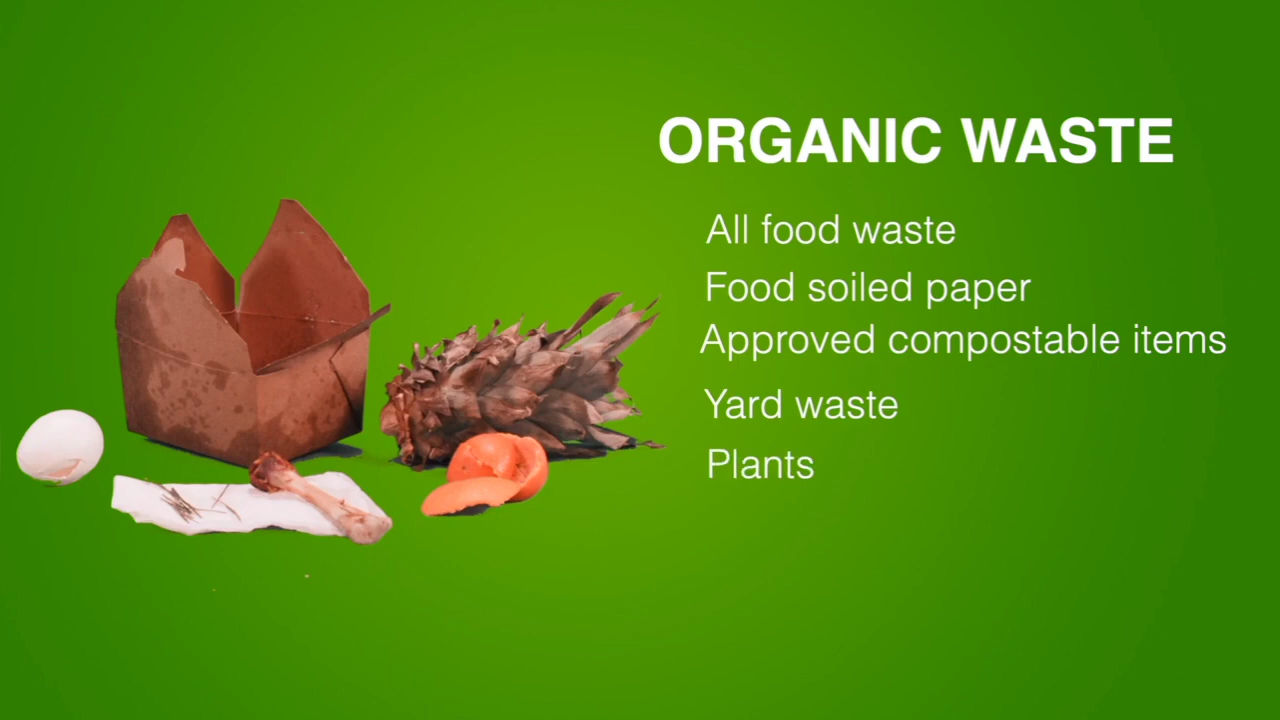 ORGANIC WASTE
All food waste
Food soiled paper
Approved compostable items
Yard waste
Plants